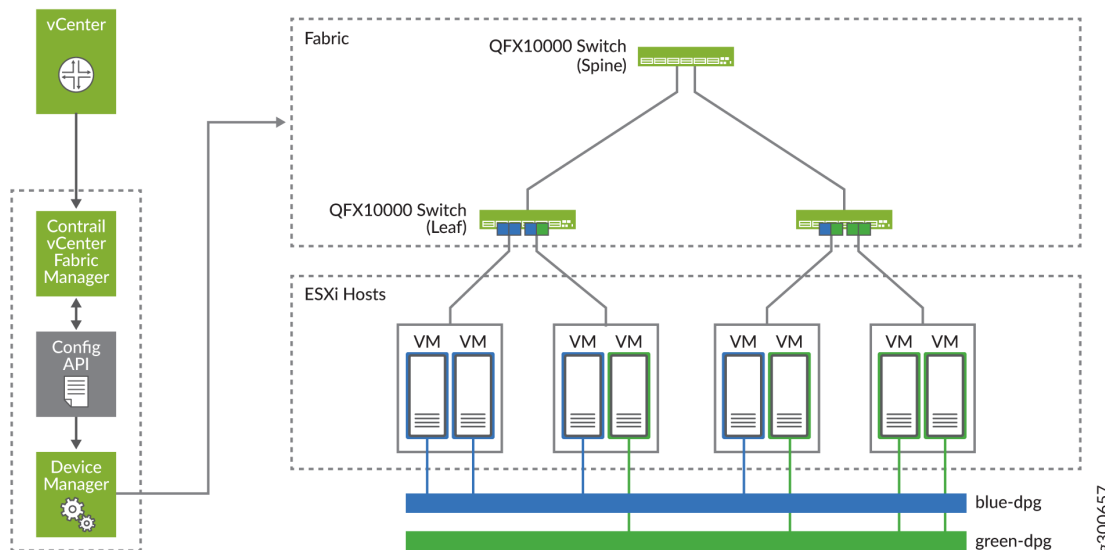 vCenter
Contrail
vCenter
Fabric
Manager
Config
API
Device
Manager
Fabric
QFX10000 Switch
(Spine)
QFX10000 Switch
(Leaf)
ESXi Hosts
VM VM
VM VM
VM VM
VM VM
blue-dpg
green-dpg
g300657